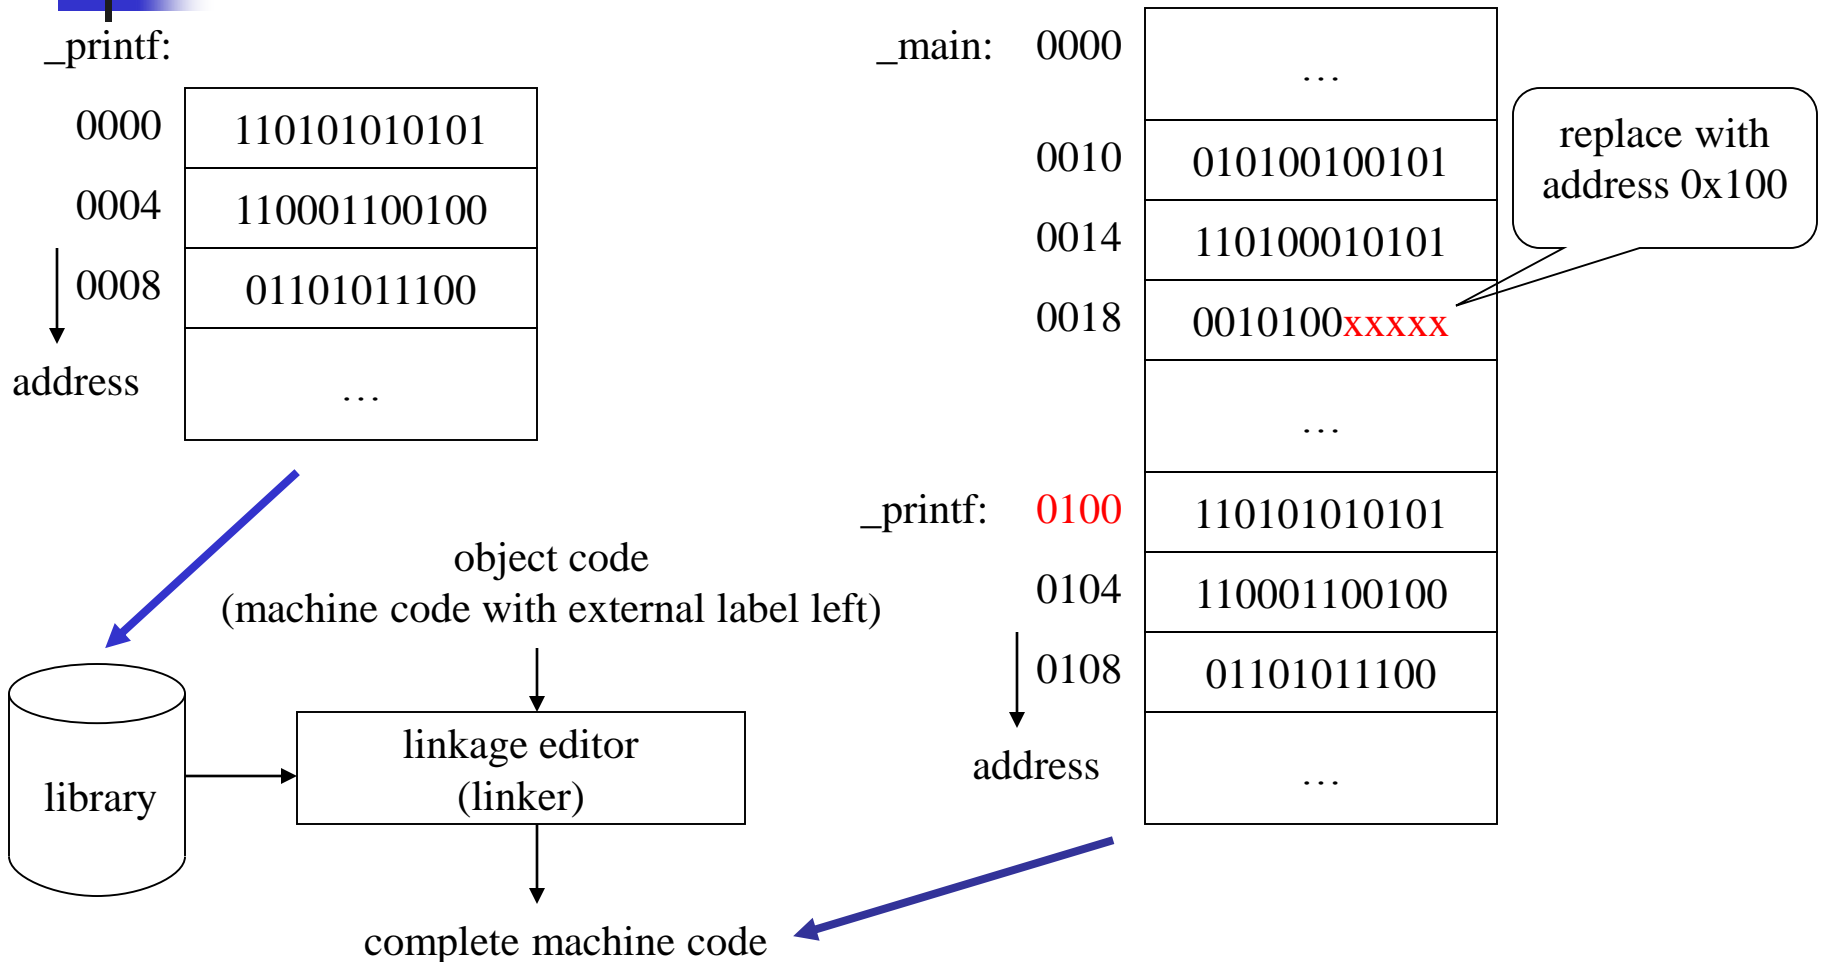 _printf:
0000 110101010101
0004 110001100100
0008 01101011100
address
…
_main: 0000
…
0010 010100100101
0014 110100010101
0018 0010100xxxxx
replace with
address 0x100
…
_printf: 0100 110101010101
0104 110001100100
0108 01101011100
address
…
object code
(machine code with external label left)
library
linkage editor
(linker)
complete machine code